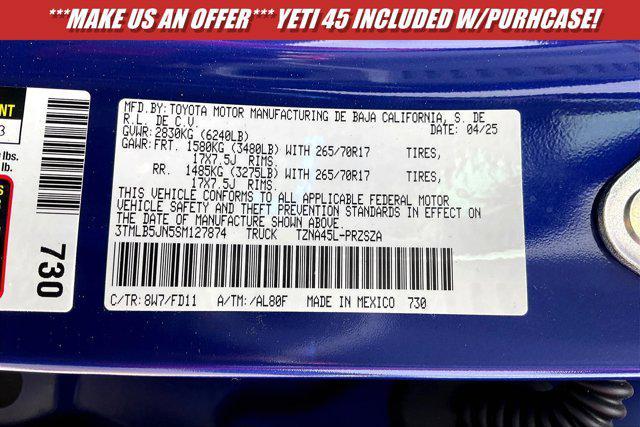 ***MAKE US AN OFFER*** YETI 45 INCLUDED W/PURHCASE!
MFD.BY:TOYOTA MOTOR MANUFACTURING DE BAJA CALIFORNIA, S. DE
R.L. DE C.V. DATE: 04/25
GVWR:2830KG (6240LB)
GAWR:FRT. 1580KG (3480LB) WITH 265/70R17 TIRES,
17X7.5J RIMS.
RR. 1485KG (3275LB) WITH 265/70R17 TIRES,
17X7.5J RIMS.
THIS VEHICLE CONFORMS TO ALL APPLICABLE FEDERAL MOTOR
VEHICLE SAFETY AND THEFT PREVENTION STANDARDS IN EFFECT ON
THE DATE OF MANUFACTURE SHOWN ABOVE.
3TMLB5JN5SM127874 TRUCK TZNA45L-PRZSZA
C/TR: 8W7/FD11 A/TM: /AL80F MADE IN MEXICO 730
3
lbs.
lb.
730